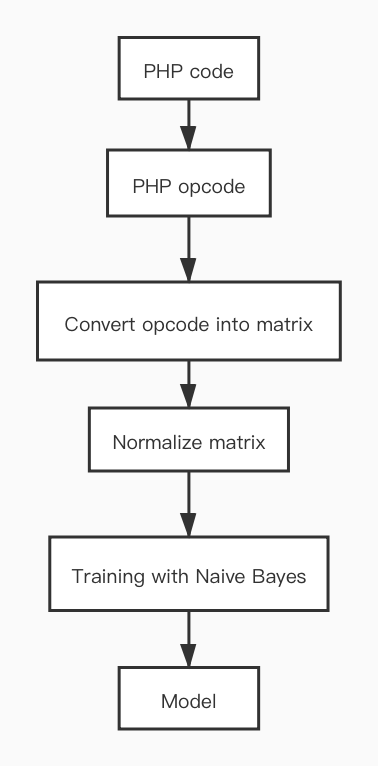 PHP code
PHP opcode
Convert opcode into matrix
Normalize matrix
Training with Naive Bayes
Model